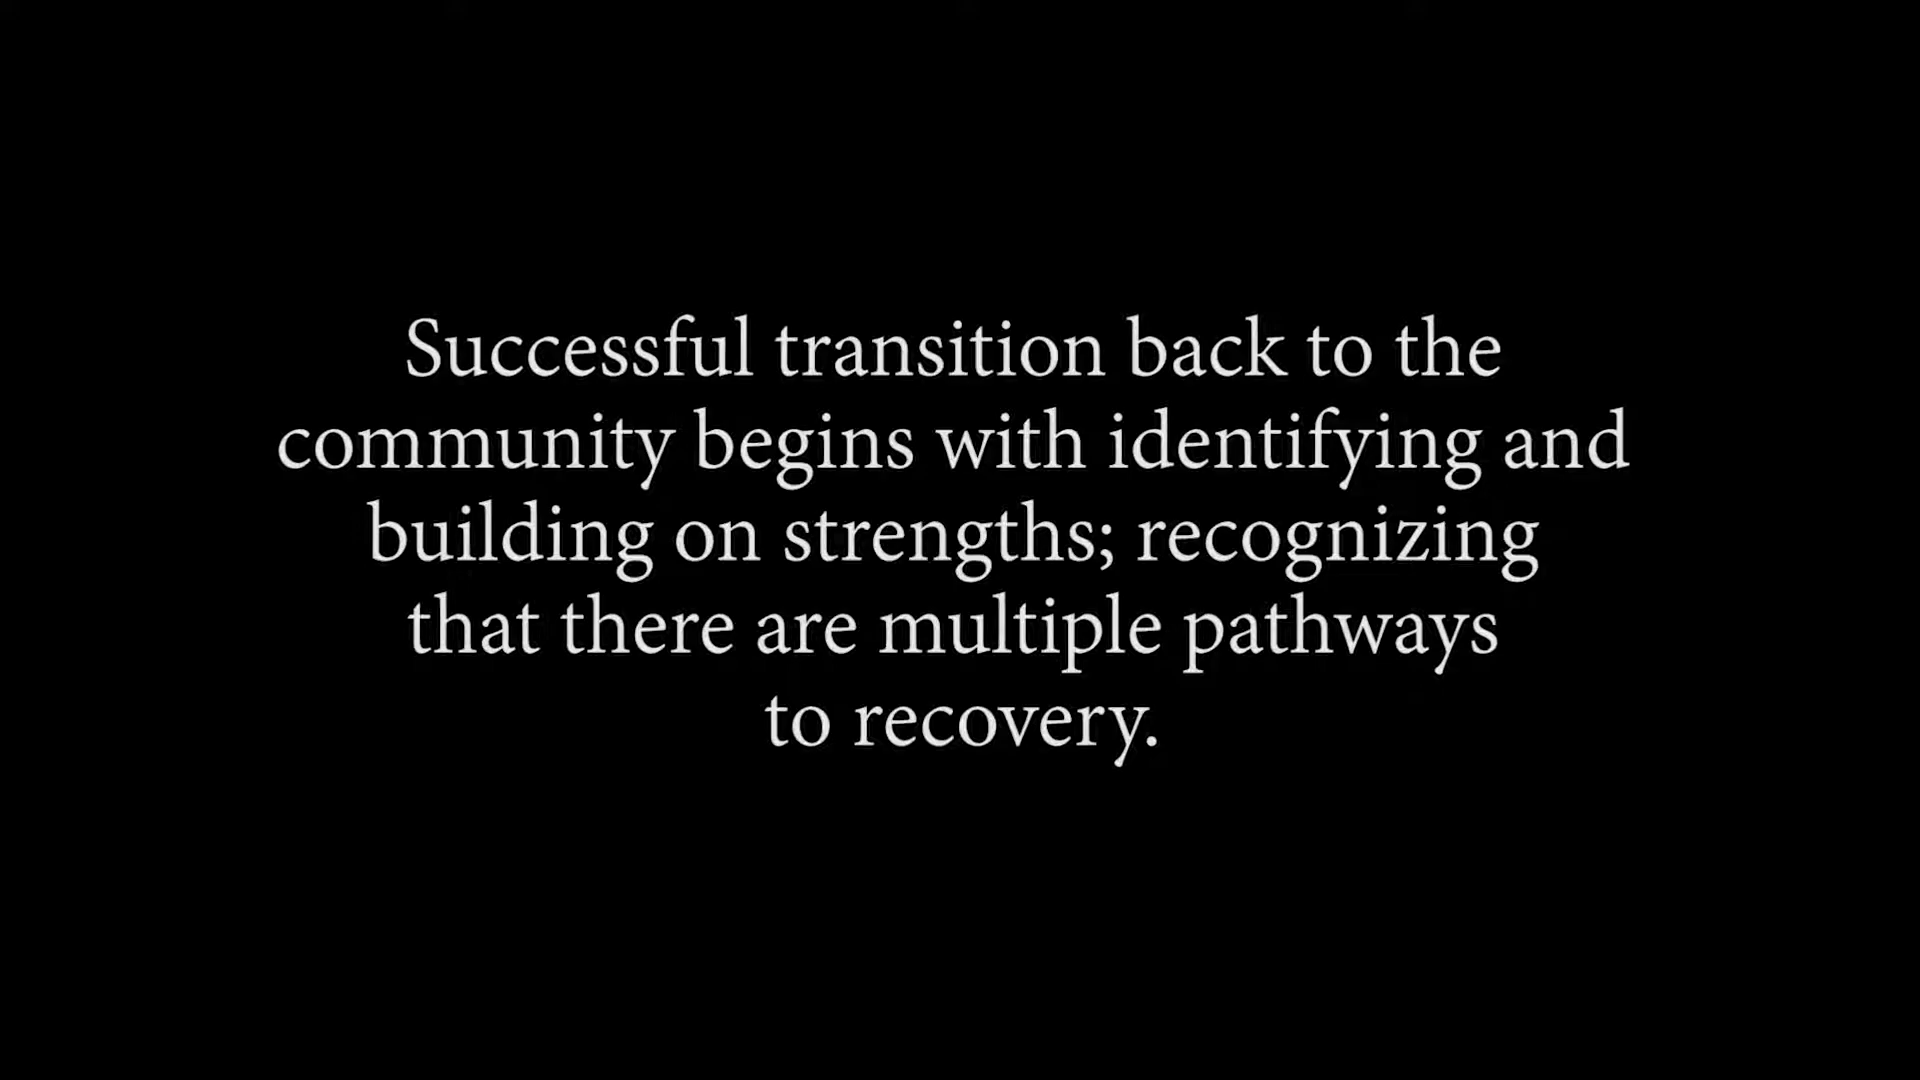 Successful transition back to the
community begins with identifying and
building on strengths; recognizing
that there are multiple pathways
to recovery.